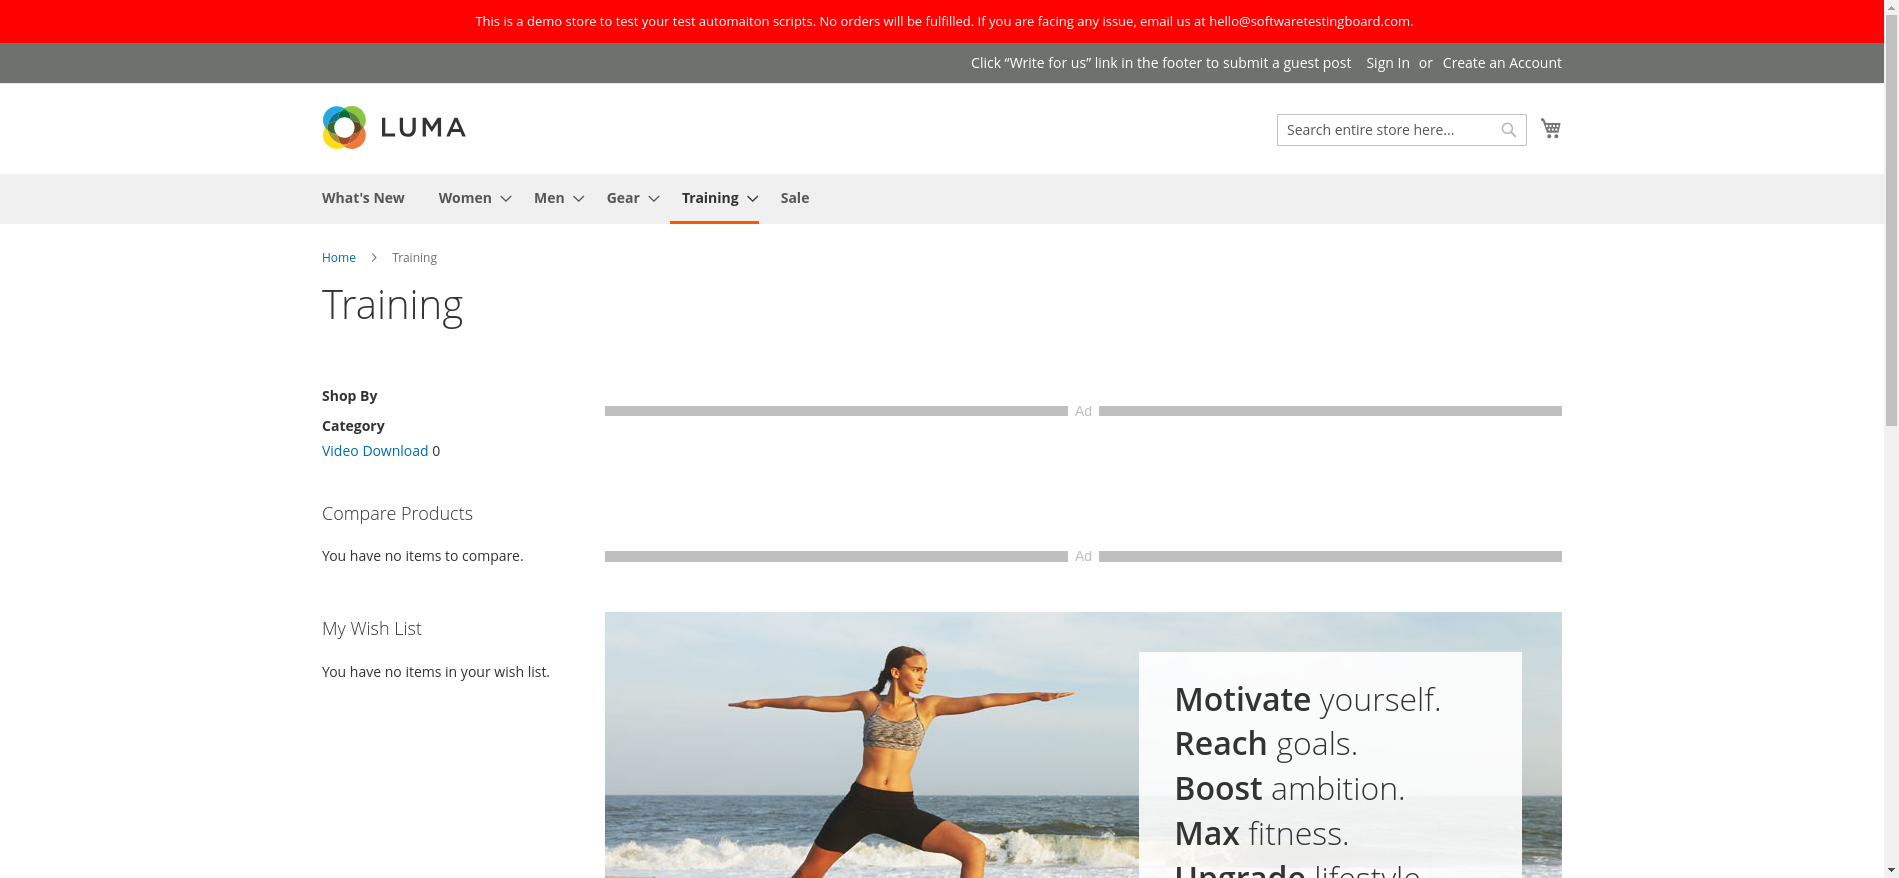 This is a demo store to test your test automaiton scripts. No orders will be fulfilled. If you are facing any issue, email us at hello@softwaretestingboard.com.
Click “Write for us” link in the footer to submit a guest post Sign In or Create an Account
LUMA
Search entire store here...
What's New Women Men Gear Training Sale
Home Training
Training
Shop By
Category
Video Download 0
Compare Products
You have no items to compare.
My Wish List
You have no items in your wish list.
Ad
Ad
Motivate yourself.
Reach goals.
Boost ambition.
Max fitness.
Upgrade lifestyle